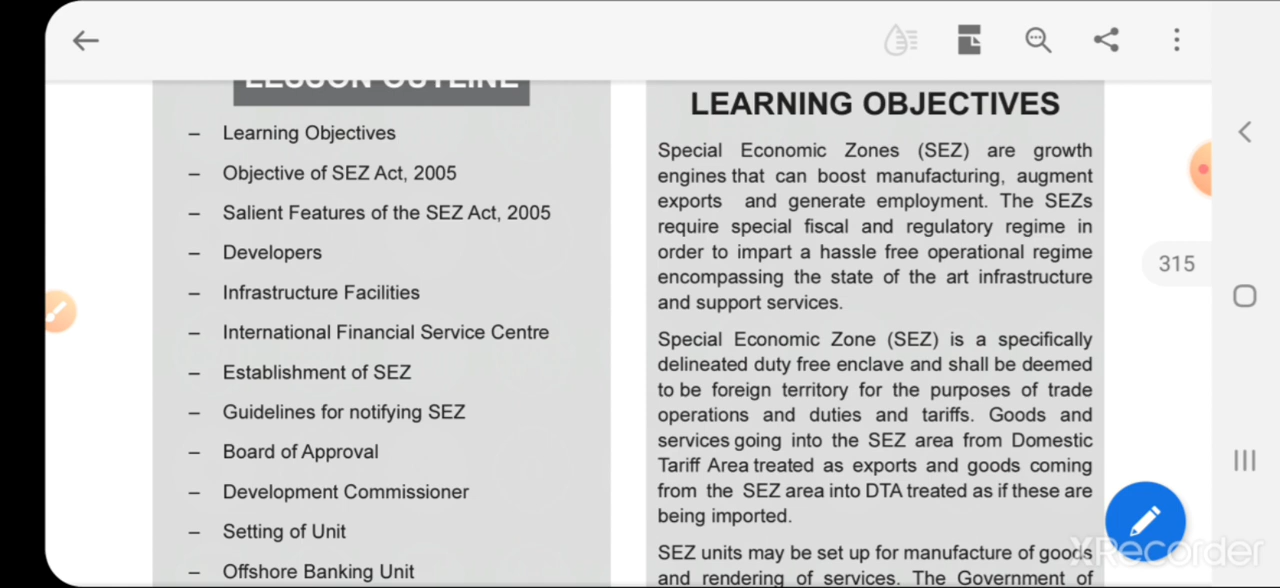 LESSON OUTLINE
– Learning Objectives
– Objective of SEZ Act, 2005
– Salient Features of the SEZ Act, 2005
– Developers
– Infrastructure Facilities
– International Financial Service Centre
– Establishment of SEZ
– Guidelines for notifying SEZ
– Board of Approval
– Development Commissioner
– Setting of Unit
– Offshore Banking Unit
LEARNING OBJECTIVES
Special Economic Zones (SEZ) are growth
engines that can boost manufacturing, augment
exports and generate employment. The SEZs
require special fiscal and regulatory regime in
order to impart a hassle free operational regime
encompassing the state of the art infrastructure
and support services.
Special Economic Zone (SEZ) is a specifically
delineated duty free enclave and shall be deemed
to be foreign territory for the purposes of trade
operations and duties and tariffs. Goods and
services going into the SEZ area from Domestic
Tariff Area treated as exports and goods coming
from the SEZ area into DTA treated as if these are
being imported.
SEZ units may be set up for manufacture of goods
and rendering of services. The Government of
315
XRecorder